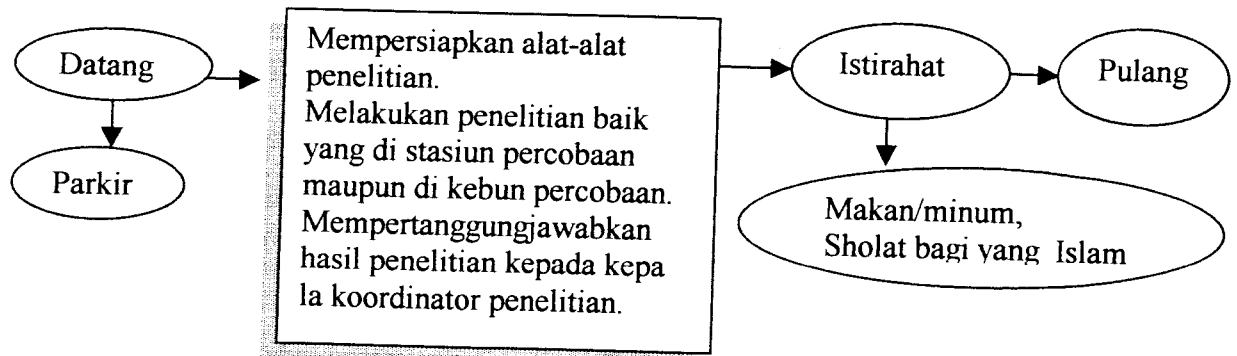 Datang
Parkir
Mempersiapkan alat-alat
penelitian.
Melakukan penelitian baik
yang di stasiun percobaan
maupun di kebun percobaan.
Mempertanggungjawabkan
hasil penelitian kepada kepa
la koordinator penelitian.
Istirahat
Pulang
Makan/minum,
Sholat bagi yang Islam